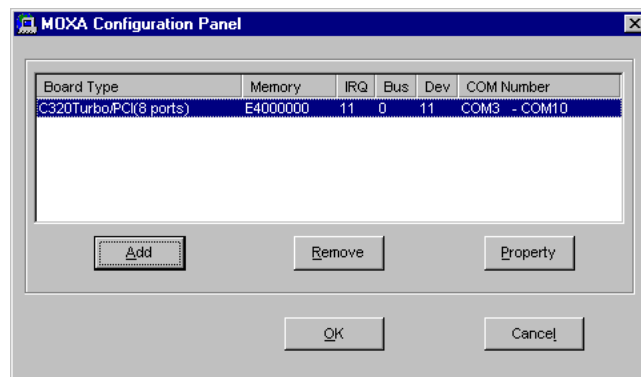 MOXA Configuration Panel
Board Type Memory IRQ Bus Dev COM Number
C320Turbo/PCI(8 ports) E4000000 11 0 11 COM3 - COM10
Add Remove Property
OK Cancel